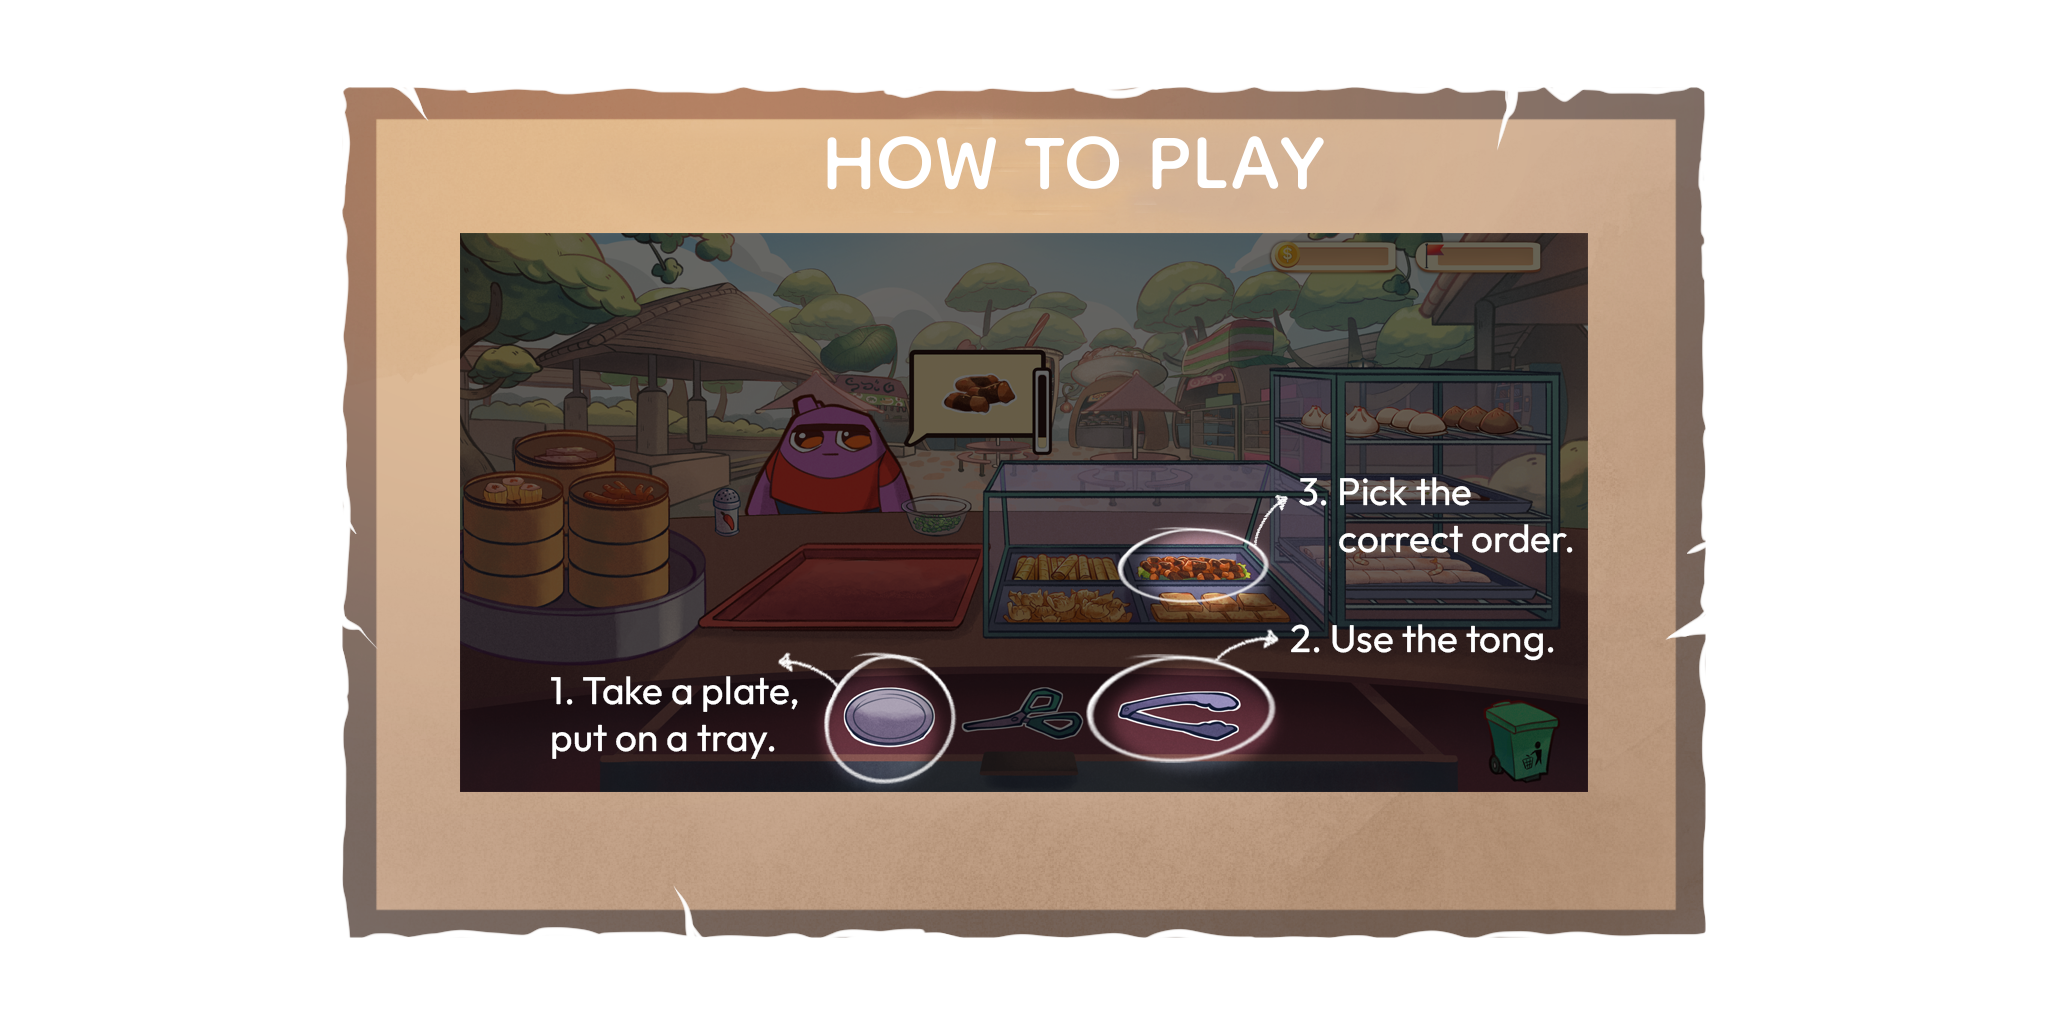 HOW TO PLAY
3. Pick the
correct order.
2. Use the tong.
1. Take a plate,
put on a tray.